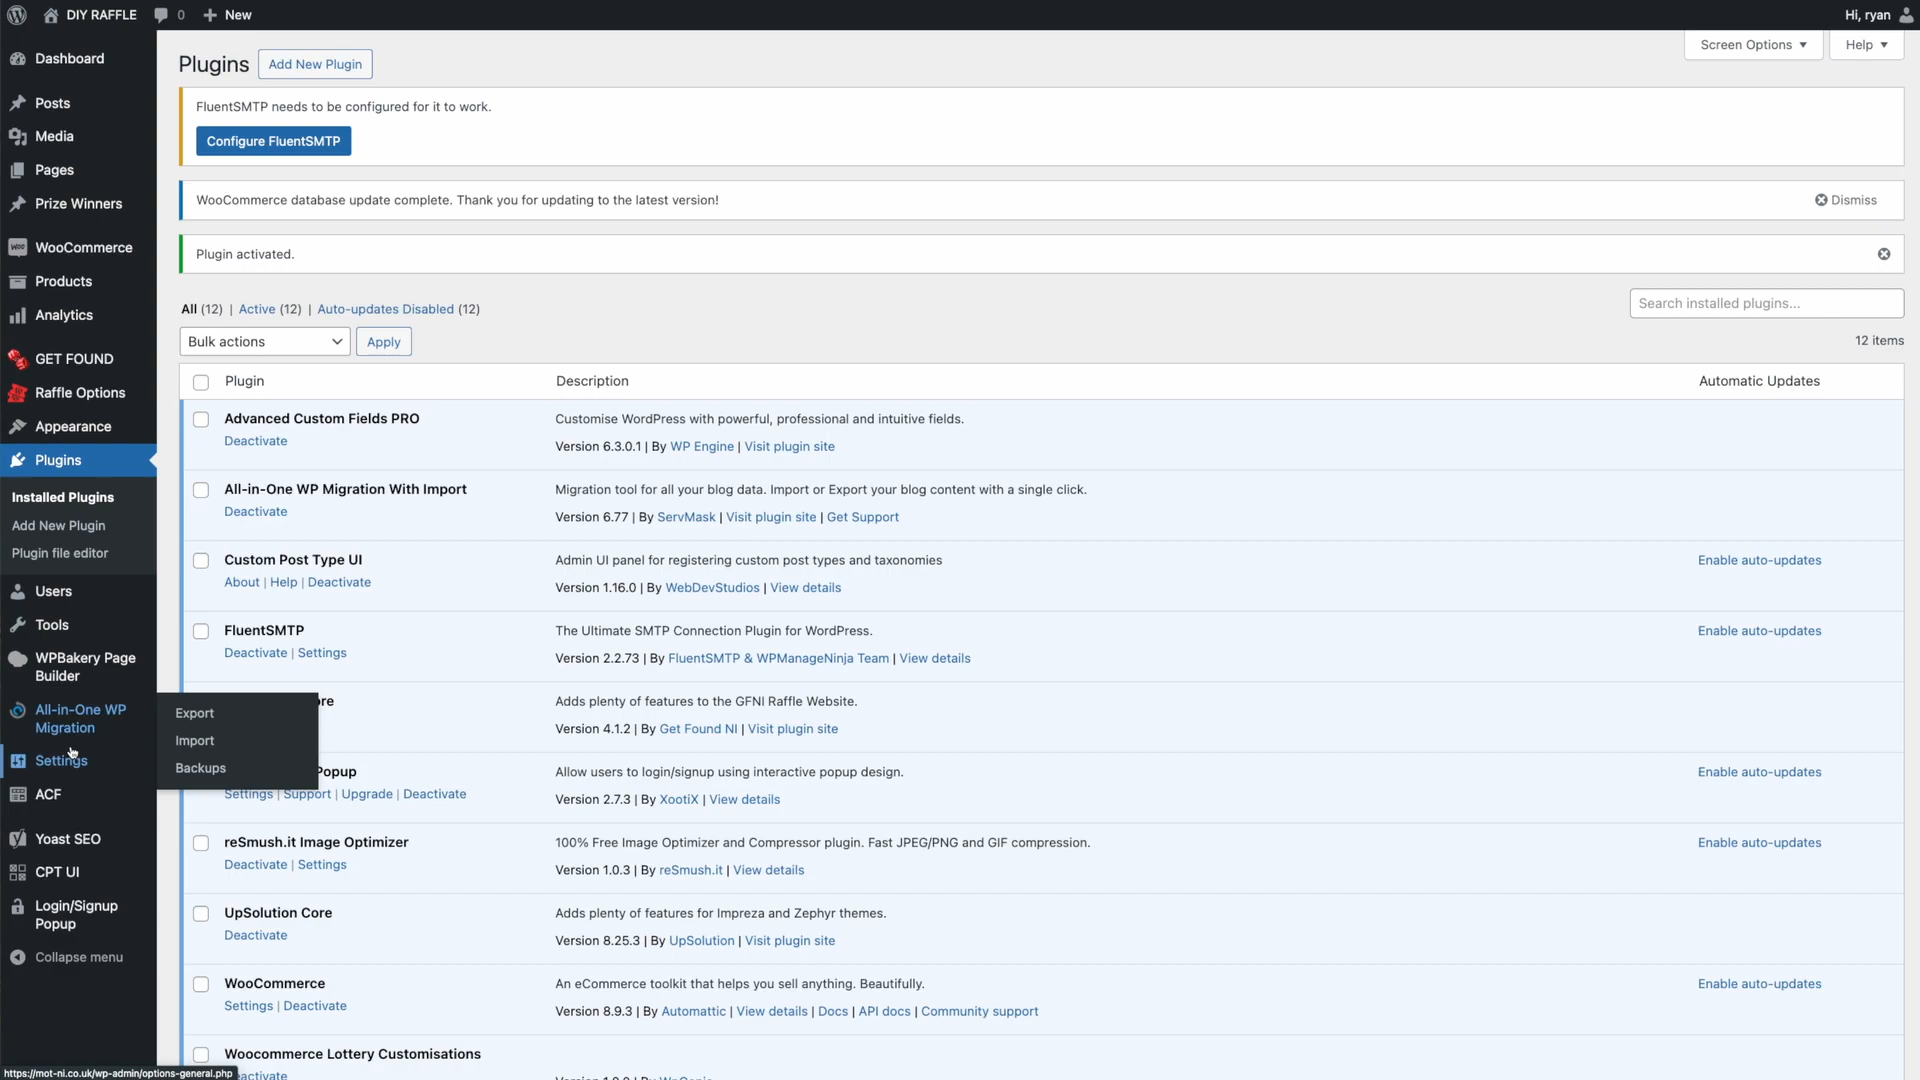 DIY RAFFLE
0
New
Hi, ryan
Dashboard
Posts
Media
Pages
Prize Winners
WooCommerce
Products
Analytics
GET FOUND
Raffle Options
Appearance
Plugins
Installed Plugins
Add New Plugin
Plugin file editor
Users
Tools
WPBakery Page
Builder
All-in-One WP
Migration
Settings
ACF
Yoast SEO
CPT UI
Login/Signup
Popup
Collapse menu
Export
Import
Backups
https://mot-ni.co.uk/wp-admin/options-general.php
Screen Options
Help
Plugins
Add New Plugin
FluentSMTP needs to be configured for it to work.
Configure FluentSMTP
WooCommerce database update complete. Thank you for updating to the latest version!
Dismiss
Plugin activated.
All (12) | Active (12) | Auto-updates Disabled (12)
Search installed plugins...
Bulk actions
Apply
12 items
Plugin Description Automatic Updates
Advanced Custom Fields PRO
Deactivate
Customise WordPress with powerful, professional and intuitive fields.
Version 6.3.0.1 | By WP Engine | Visit plugin site
All-in-One WP Migration With Import
Deactivate
Migration tool for all your blog data. Import or Export your blog content with a single click.
Version 6.77 | By ServMask | Visit plugin site | Get Support
Custom Post Type UI
About | Help | Deactivate
Admin UI panel for registering custom post types and taxonomies
Version 1.16.0 | By WebDevStudios | View details
Enable auto-updates
FluentSMTP
Deactivate | Settings
The Ultimate SMTP Connection Plugin for WordPress.
Version 2.2.73 | By FluentSMTP & WPManageNinja Team | View details
Enable auto-updates
re
Adds plenty of features to the GFNI Raffle Website.
Version 4.1.2 | By Get Found NI | Visit plugin site
Popup
Settings | Support | Upgrade | Deactivate
Allow users to login/signup using interactive popup design.
Version 2.7.3 | By XootiX | View details
Enable auto-updates
reSmush.it Image Optimizer
Deactivate | Settings
100% Free Image Optimizer and Compressor plugin. Fast JPEG/PNG and GIF compression.
Version 1.0.3 | By reSmush.it | View details
Enable auto-updates
UpSolution Core
Deactivate
Adds plenty of features for Impreza and Zephyr themes.
Version 8.25.3 | By UpSolution | Visit plugin site
WooCommerce
Settings | Deactivate
An eCommerce toolkit that helps you sell anything. Beautifully.
Version 8.9.3 | By Automattic | View details | Docs | API docs | Community support
Enable auto-updates
Woocommerce Lottery Customisations